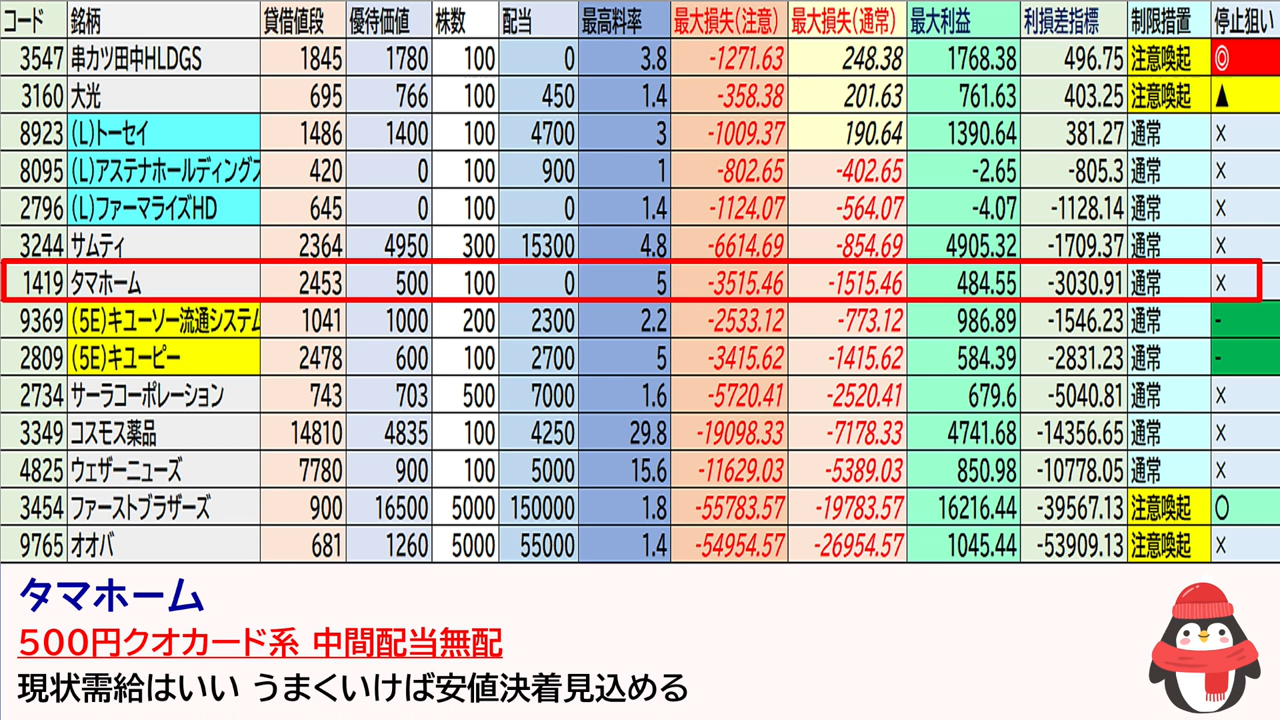 コード 銘柄 貸借値段 優待価値 株数 配当 最高料率 最大損失(注意) 最大損失(通常) 最大利益 利損差指標 制限措置 停止狙い
3547 串カツ田中HLDGS 1845 1780 100 0 3.8 -1271.63 248.38 1768.38 496.75 注意喚起 ◎
3160 大光 695 766 100 450 1.4 -358.38 201.63 761.63 403.25 注意喚起 ▲
8923 (L)トーセイ 1486 1400 100 4700 3 -1009.37 190.64 1390.64 381.27 通常 ×
8095 (L)アステナホールディングス 420 0 100 900 1 -802.65 -402.65 -2.65 -805.3 通常 ×
2796 (L)ファーマライズHD 645 0 100 0 1.4 -1124.07 -564.07 -4.07 -1128.14 通常 ×
3244 サムティ 2364 4950 300 15300 4.8 -6614.69 -854.69 4905.32 -1709.37 通常 ×
1419 タマホーム 2453 500 100 0 5 -3515.46 -1515.46 484.55 -3030.91 通常 ×
9369 (5E)キユーソー流通システム 1041 1000 200 2300 2.2 -2533.12 -773.12 986.89 -1546.23 通常 -
2809 (5E)キユーピー 2478 600 100 2700 5 -3415.62 -1415.62 584.39 -2831.23 通常 -
2734 サーラコーポレーション 743 703 500 7000 1.6 -5720.41 -2520.41 679.6 -5040.81 通常 ×
3349 コスモス薬品 14810 4835 100 4250 29.8 -19098.33 -7178.33 4741.68 -14356.65 通常 ×
4825 ウェザーニューズ 7780 900 100 5000 15.6 -11629.03 -5389.03 850.98 -10778.05 通常 ×
3454 ファーストブラザーズ 900 16500 5000 150000 1.8 -55783.57 -19783.57 16216.44 -39567.13 注意喚起 ○
9765 オオバ 681 1260 5000 55000 1.4 -54954.57 -26954.57 1045.44 -53909.13 注意喚起 ×
タマホーム
500円クオカード系 中間配当無配
現状需給はいい うまくいけば安値決着見込める